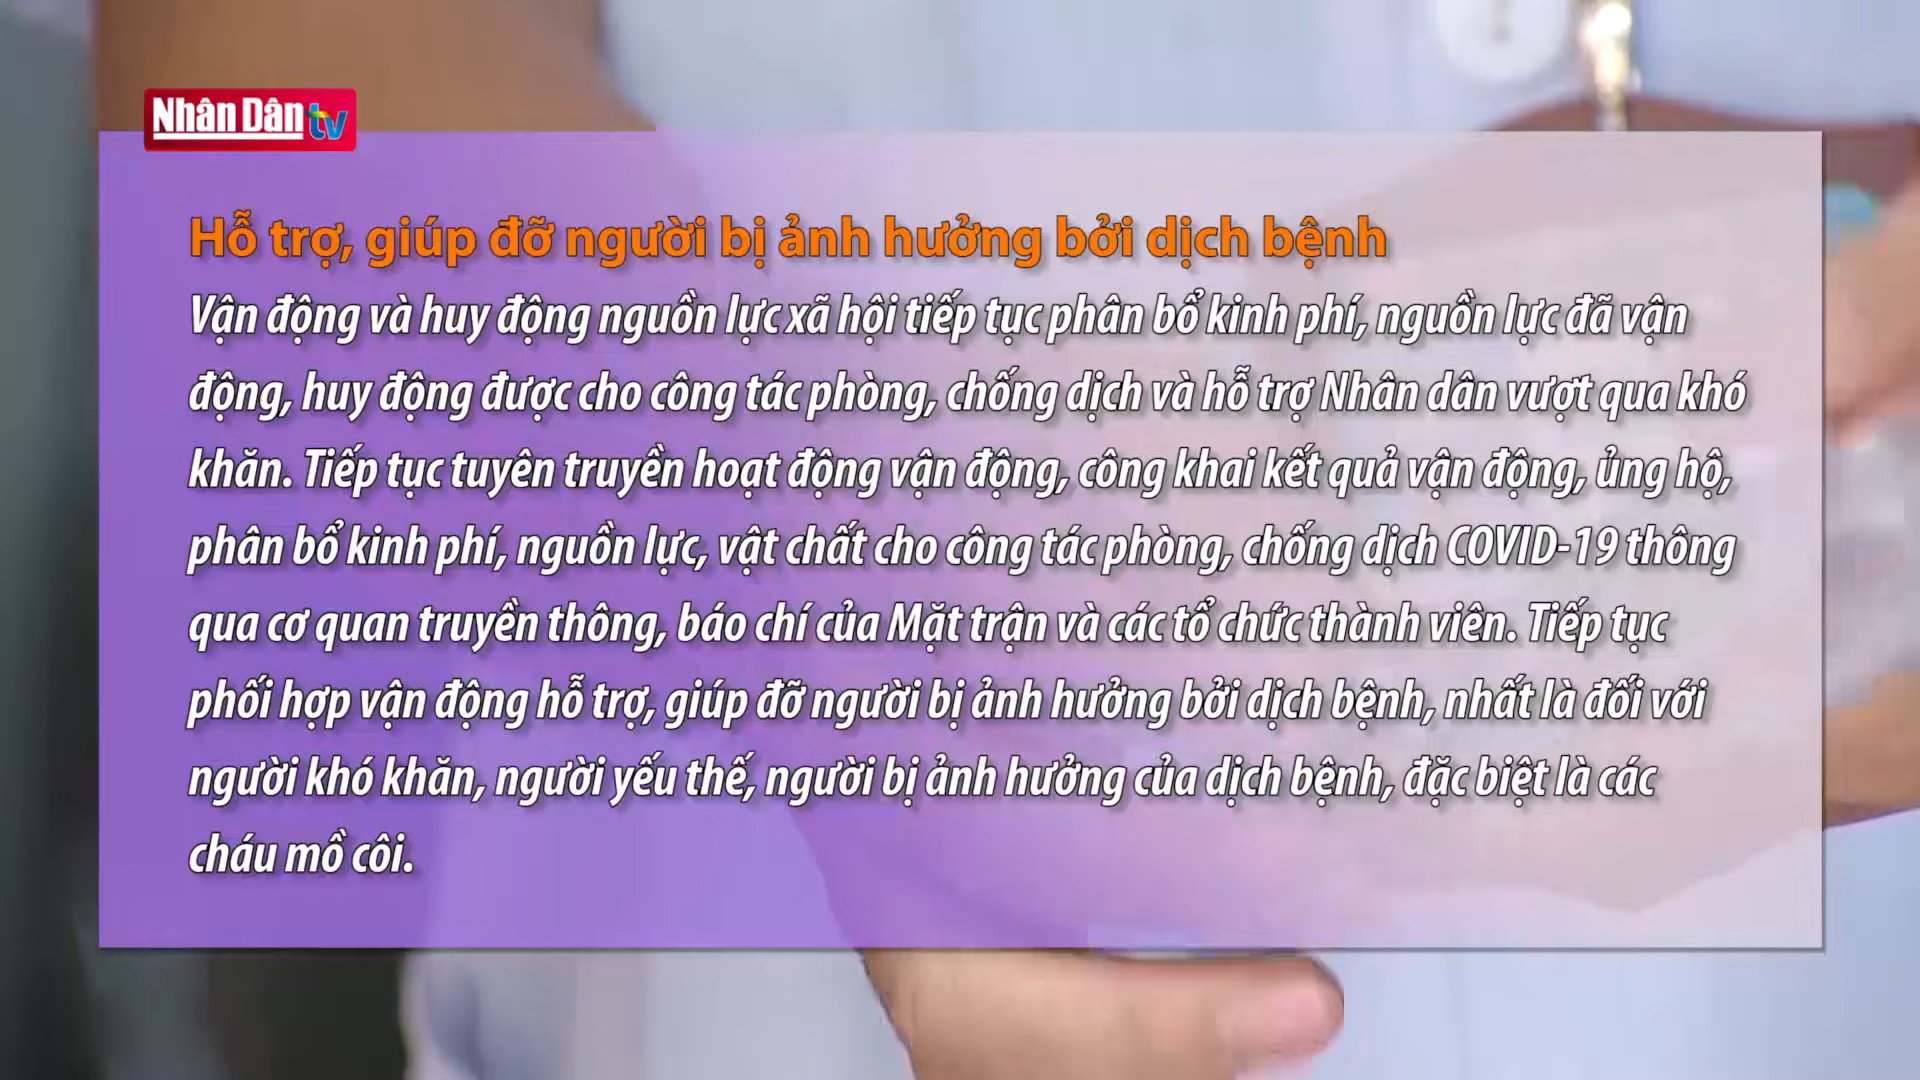 Nhân Dân tv
Hỗ trợ, giúp đỡ người bị ảnh hưởng bởi dịch bệnh
Vận động và huy động nguồn lực xã hội tiếp tục phân bổ kinh phí, nguồn lực đã vận
động, huy động được cho công tác phòng, chống dịch và hỗ trợ Nhân dân vượt qua khó
khăn. Tiếp tục tuyên truyền hoạt động vận động, công khai kết quả vận động, ủng hộ,
phân bổ kinh phí, nguồn lực, vật chất cho công tác phòng, chống dịch COVID-19 thông
qua cơ quan truyền thông, báo chí của Mặt trận và các tổ chức thành viên. Tiếp tục
phối hợp vận động hỗ trợ, giúp đỡ người bị ảnh hưởng bởi dịch bệnh, nhất là đối với
người khó khăn, người yếu thế, người bị ảnh hưởng của dịch bệnh, đặc biệt là các
cháu mồ côi.